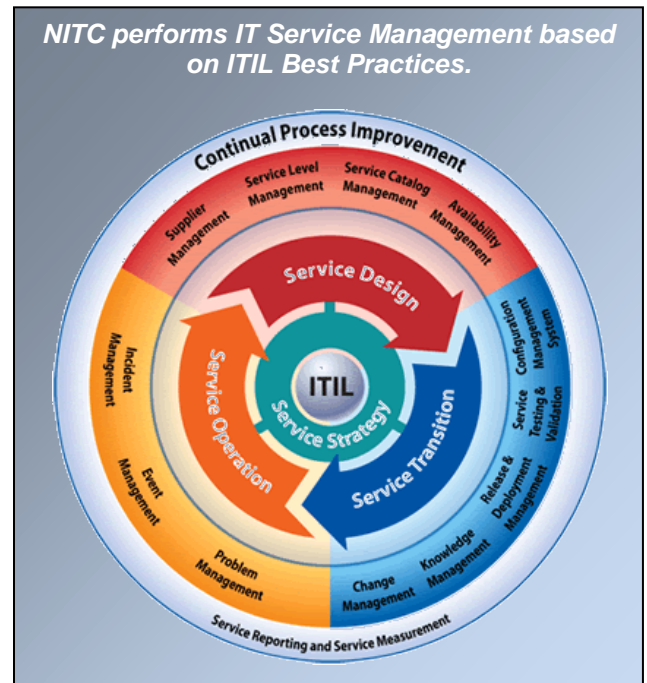 NITC performs IT Service Management based
on ITIL Best Practices.
Continual Process Improvement
Supplier
Management
Service Level
Management
Service Catalog
Management
Availability
Management
Configuration
Management
System
Service
Testing &
Validation
Release &
Deployment
Management
Knowledge
Management
Change
Management
Problem
Management
Event
Management
Incident
Management
Service Design
Service Transition
Service Operation
Service Strategy
ITIL
Service Reporting and Service Measurement